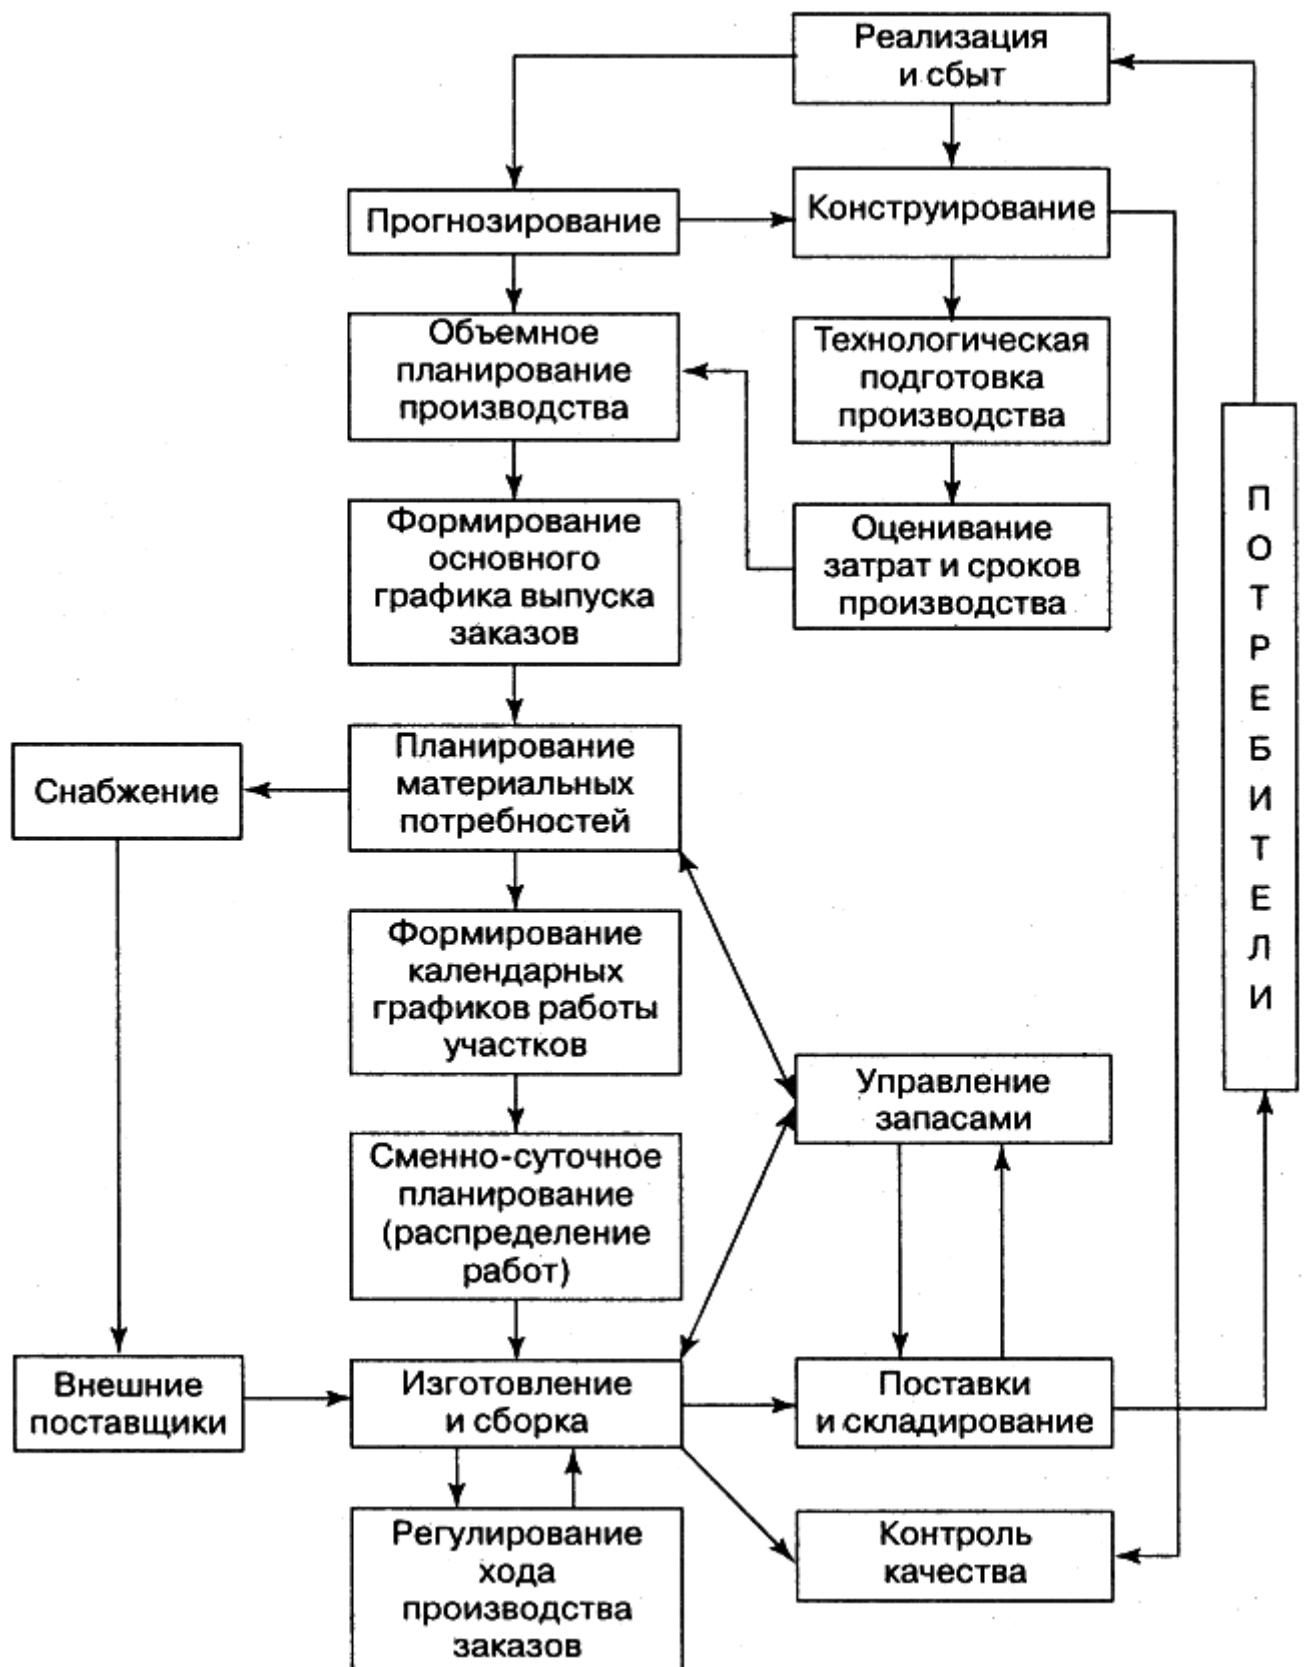 Реализация
и сбыт
Прогнозирование
Конструирование
Объемное
планирование
производства
Технологическая
подготовка
производства
Формирование
основного
графика выпуска
заказов
Оценивание
затрат и сроков
производства
ПОТРЕБИТЕЛИ
Снабжение
Планирование
материальных
потребностей
Формирование
календарных
графиков работы
участков
Управление
запасами
Сменно-суточное
планирование
(распределение
работ)
Внешние
поставщики
Изготовление
и сборка
Поставки
и складирование
Регулирование
хода
производства
заказов
Контроль
качества